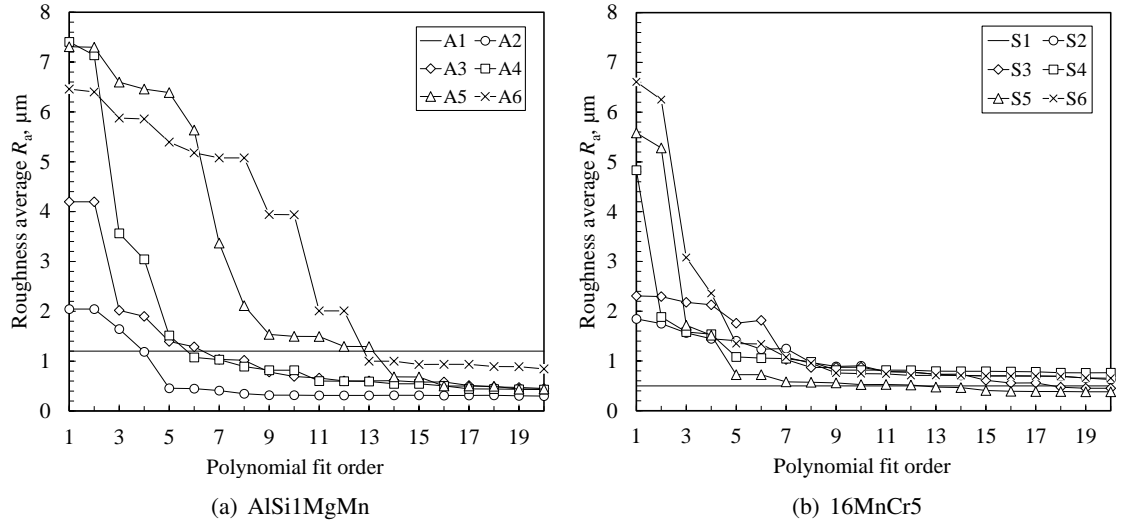 Roughness average Ra, μm
8
7
6
5
4
3
2
1
0
A1 A2
A3 A4
A5 A6
1 3 5 7 9 11 13 15 17 19
Polynomial fit order
(a) AlSi1MgMn
Roughness average Ra, μm
8
7
6
5
4
3
2
1
0
S1 S2
S3 S4
S5 S6
1 3 5 7 9 11 13 15 17 19
Polynomial fit order
(b) 16MnCr5